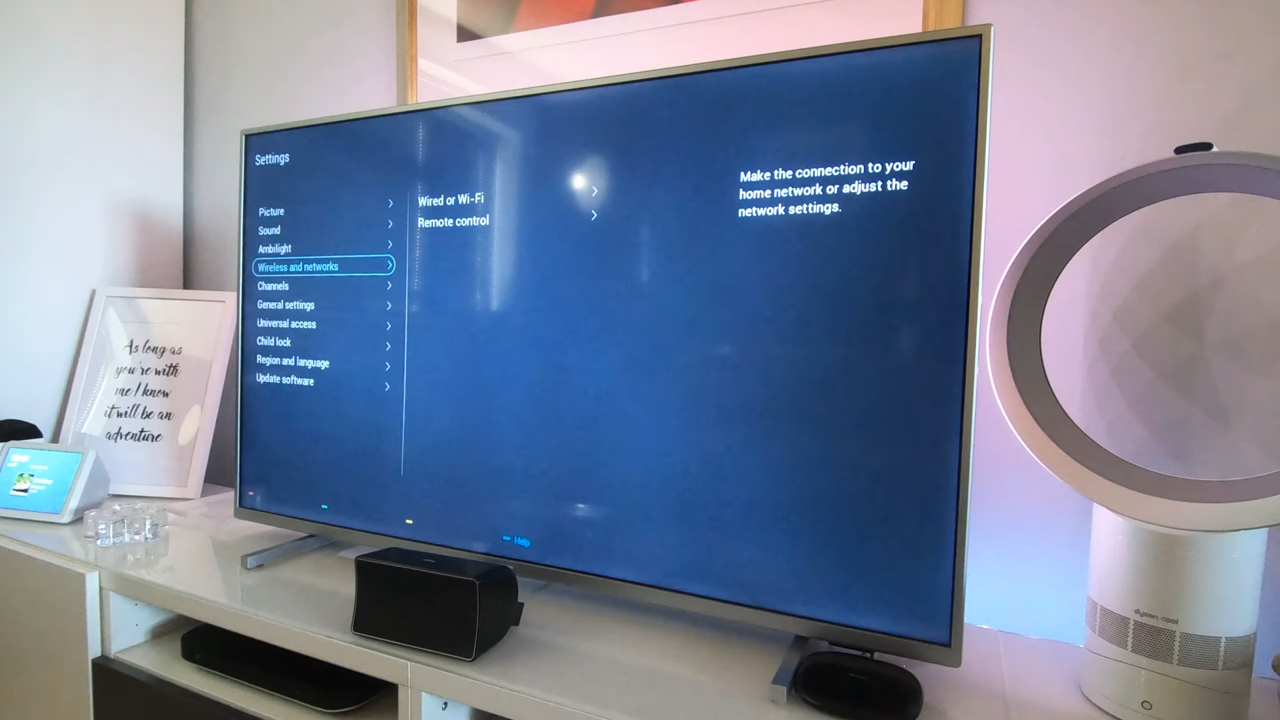 Settings
Picture
Sound
Ambilight
Wireless and networks
Channels
General settings
Universal access
Child lock
Region and language
Update software
Wired or Wi-Fi
Remote control
Make the connection to your
home network or adjust the
network settings.
Help
As long as
you're with
me I know
it will be an
adventure
dyson cool